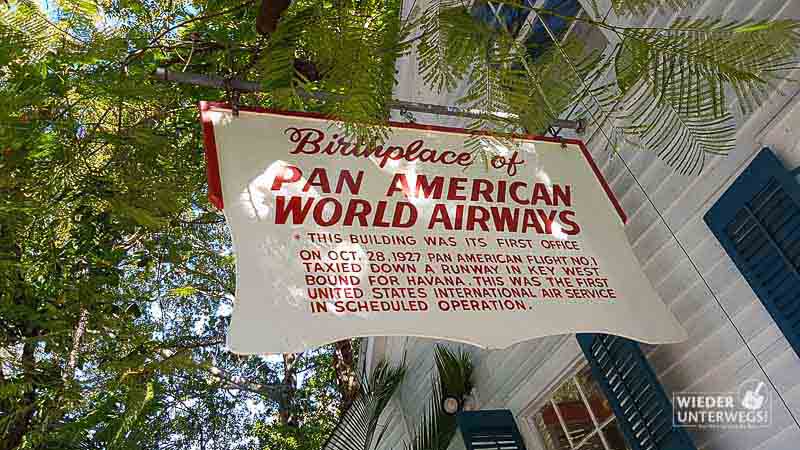 Birthplace of
PAN AMERICAN
WORLD AIRWAYS
* THIS BUILDING WAS ITS FIRST OFFICE
ON OCT. 28, 1927 PAN AMERICAN FLIGHT NO. 1
TAXIED DOWN A RUNWAY IN KEY WEST
BOUND FOR HAVANA. THIS WAS THE FIRST
UNITED STATES INTERNATIONAL AIR SERVICE
IN SCHEDULED OPERATION.
WIEDER
UNTERWEGS!